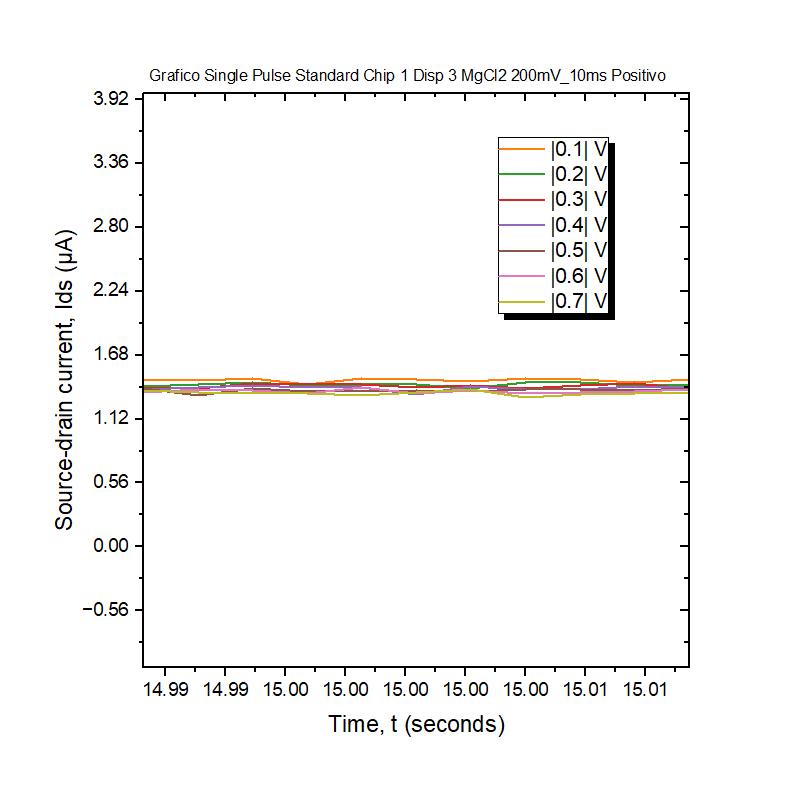 Grafico Single Pulse Standard Chip 1 Disp 3 MgCl2 200mV_10ms Positivo
3.92
3.36
2.80
2.24
1.68
1.12
0.56
0.00
−0.56
Source-drain current, Ids (µA)
|0.1| V
|0.2| V
|0.3| V
|0.4| V
|0.5| V
|0.6| V
|0.7| V
14.99 14.99 15.00 15.00 15.00 15.00 15.00 15.01 15.01
Time, t (seconds)